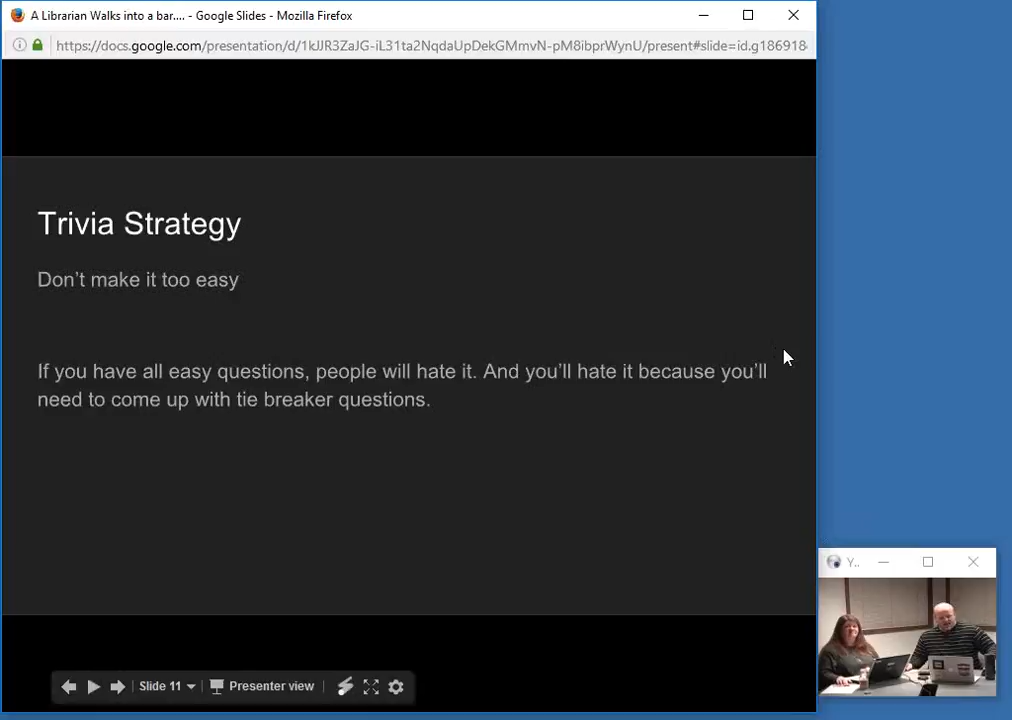 A Librarian Walks into a bar.... - Google Slides - Mozilla Firefox
https://docs.google.com/presentation/d/1kJJR3ZaJG-iL31ta2NqdaUpDekGMmvN-pM8ibprWynU/present#slide=id.g186918
Trivia Strategy
Don't make it too easy
If you have all easy questions, people will hate it. And you'll hate it because you'll
need to come up with tie breaker questions.
Y..
Slide 11
Presenter view